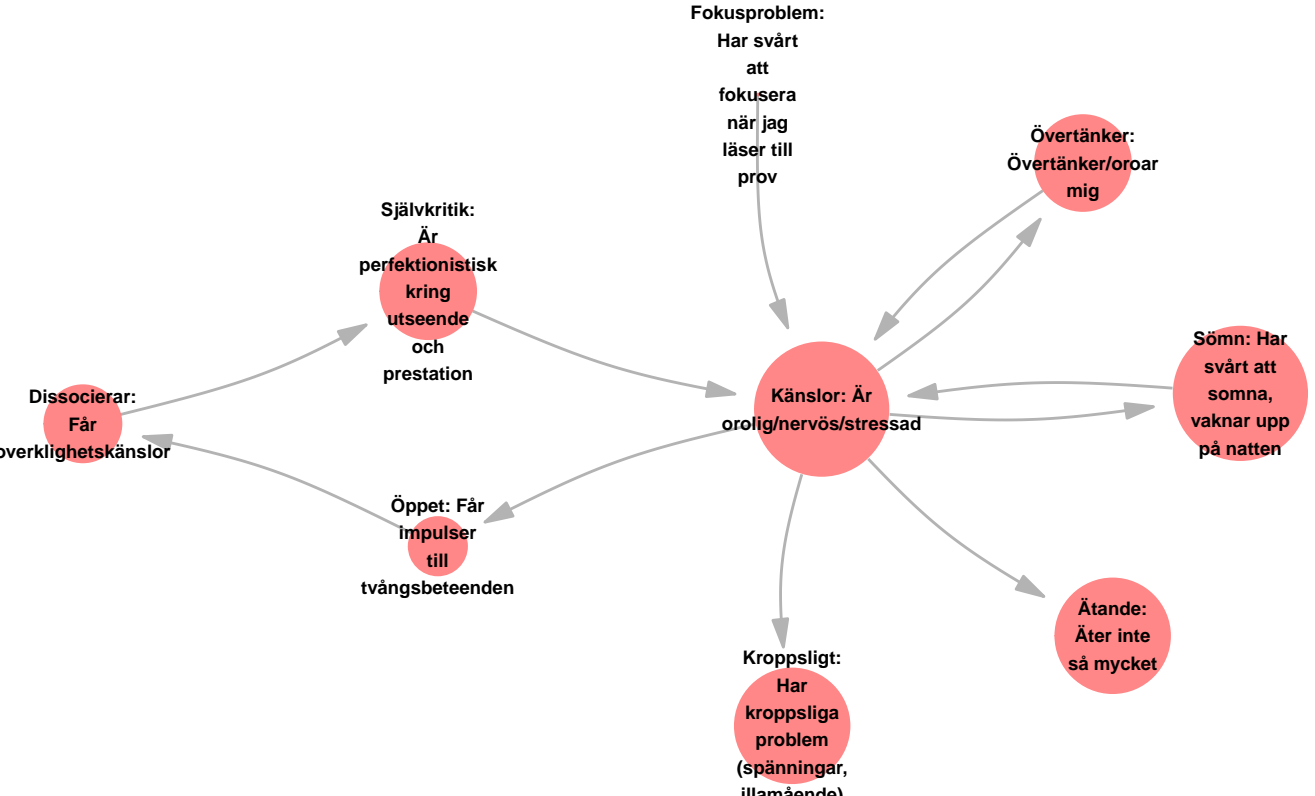 Fokusproblem:
Har svårt
att
fokusera
när jag
läser till
prov
Övertänker:
Övertänker/oroar
mig
Självkritik:
Är
perfektionistisk
kring
utseende
och
prestation
Sömn: Har
svårt att
somna,
vaknar upp
på natten
Dissocierar:
Får
overklighetskänslor
Känslor: Är
orolig/nervös/stressad
Öppet: Får
impulser
till
tvångsbeteenden
Ätande:
Äter inte
så mycket
Kroppsligt:
Har
kroppsliga
problem
(spänningar,
illamående)